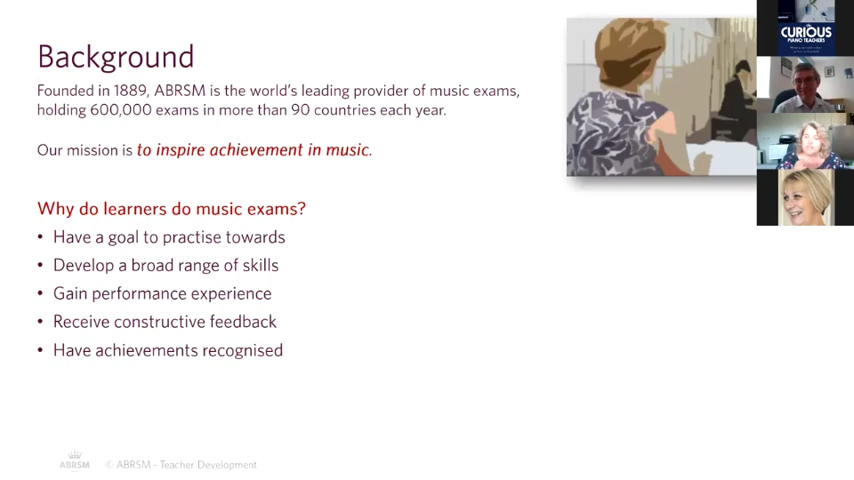 Background
Founded in 1889, ABRSM is the world's leading provider of music exams,
holding 600,000 exams in more than 90 countries each year.
Our mission is to inspire achievement in music.
Why do learners do music exams?
• Have a goal to practise towards
• Develop a broad range of skills
• Gain performance experience
• Receive constructive feedback
• Have achievements recognised
ABRSM
© ABRSM - Teacher Development
CURIOUS
PIANO TEACHERS